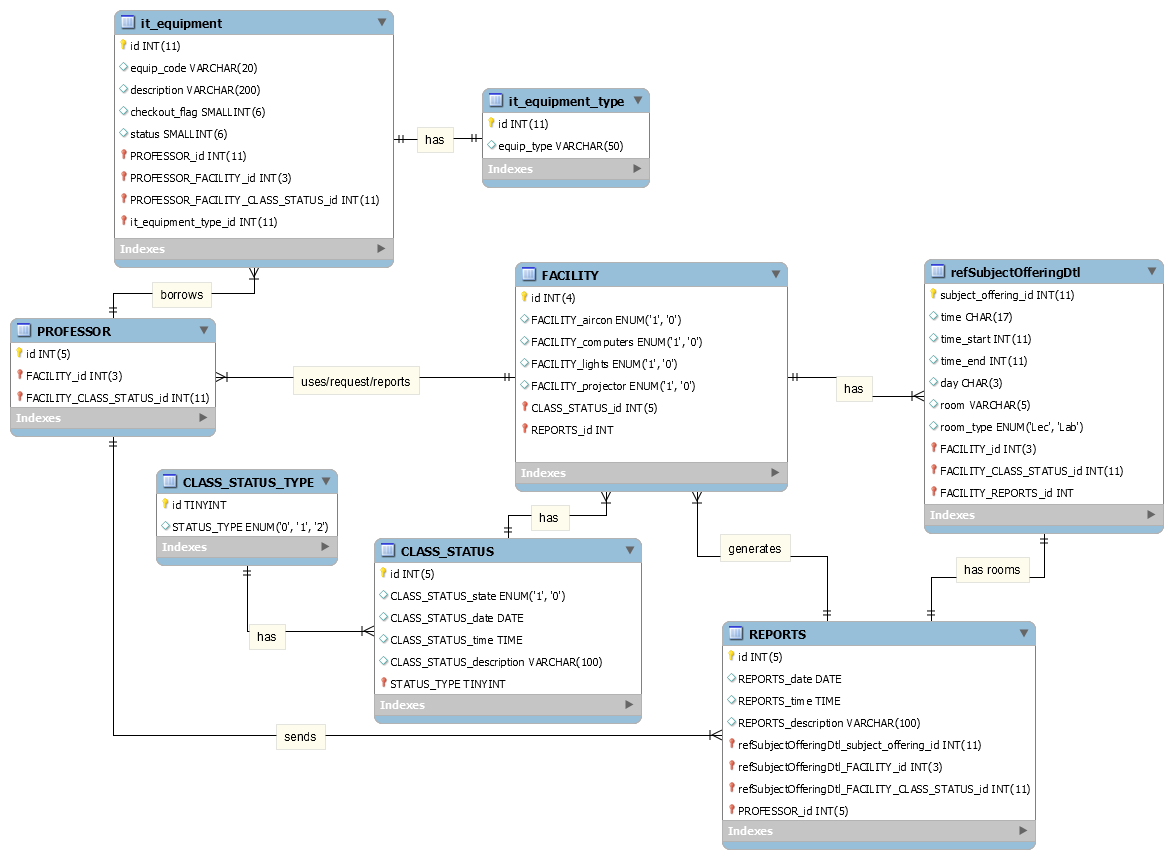 it_equipment
id INT(11)
equip_code VARCHAR(20)
description VARCHAR(200)
checkout_flag SMALLINT(6)
status SMALLINT(6)
PROFESSOR_id INT(11)
PROFESSOR_FACILITY_id INT(3)
PROFESSOR_FACILITY_CLASS_STATUS_id INT(11)
it_equipment_type_id INT(11)
Indexes
has
it_equipment_type
id INT(11)
equip_type VARCHAR(50)
Indexes
borrows
PROFESSOR
id INT(5)
FACILITY_id INT(3)
FACILITY_CLASS_STATUS_id INT(11)
Indexes
uses/request/reports
FACILITY
id INT(4)
FACILITY_aircon ENUM('1', '0')
FACILITY_computers ENUM('1', '0')
FACILITY_lights ENUM('1', '0')
FACILITY_projector ENUM('1', '0')
CLASS_STATUS_id INT(5)
REPORTS_id INT
Indexes
has
refSubjectOfferingDtl
subject_offering_id INT(11)
time CHAR(17)
time_start INT(11)
time_end INT(11)
day CHAR(3)
room VARCHAR(5)
room_type ENUM('Lec', 'Lab')
FACILITY_id INT(3)
FACILITY_CLASS_STATUS_id INT(11)
FACILITY_REPORTS_id INT
Indexes
CLASS_STATUS_TYPE
id TINYINT
STATUS_TYPE ENUM('0', '1', '2')
Indexes
has
has
CLASS_STATUS
id INT(5)
CLASS_STATUS_state ENUM('1', '0')
CLASS_STATUS_date DATE
CLASS_STATUS_time TIME
CLASS_STATUS_description VARCHAR(100)
STATUS_TYPE TINYINT
Indexes
generates
has rooms
sends
REPORTS
id INT(5)
REPORTS_date DATE
REPORTS_time TIME
REPORTS_description VARCHAR(100)
refSubjectOfferingDtl_subject_offering_id INT(11)
refSubjectOfferingDtl_FACILITY_id INT(3)
refSubjectOfferingDtl_FACILITY_CLASS_STATUS_id INT(11)
PROFESSOR_id INT(5)
Indexes